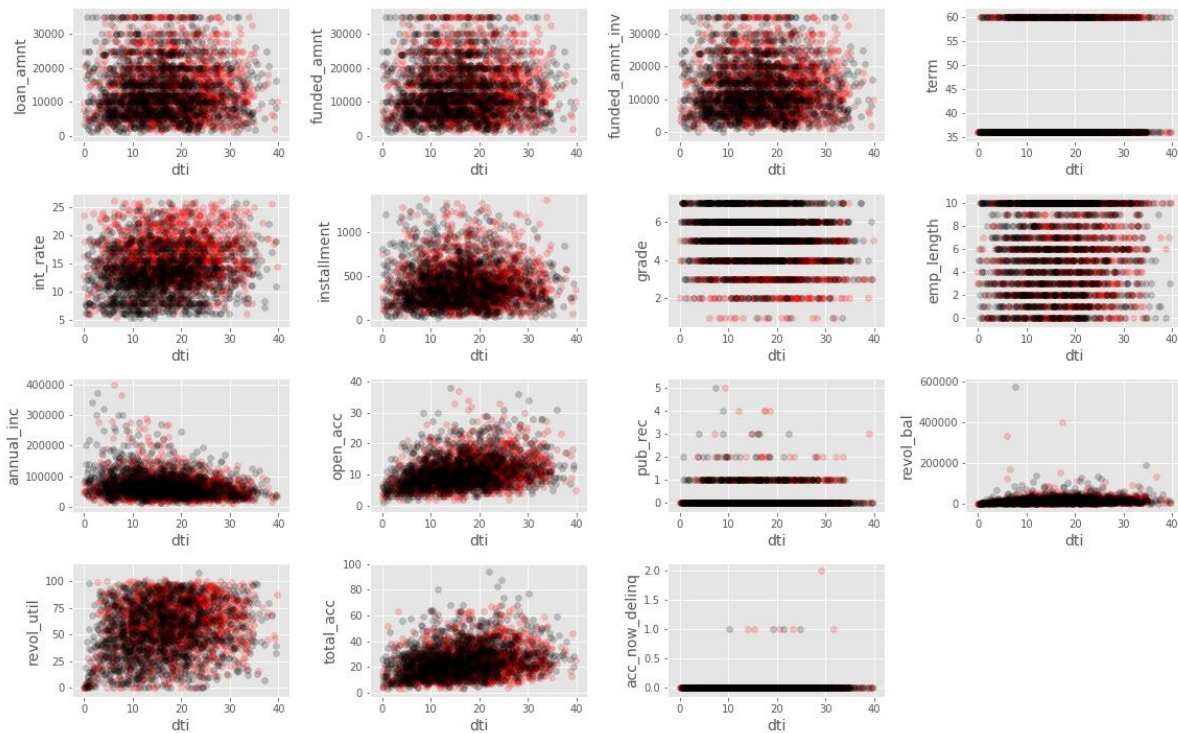 loan_amnt
30000
20000
10000
0
0 10 20 30 40
dti
funded_amnt
30000
20000
10000
0
0 10 20 30 40
dti
funded_amnt_inv
30000
20000
10000
0
0 10 20 30 40
dti
term
60
55
50
45
40
35
0 10 20 30 40
dti
int_rate
25
20
15
10
5
0 10 20 30 40
dti
installment
1000
500
0
0 10 20 30 40
dti
grade
6
4
2
0 10 20 30 40
dti
emp_length
10
8
6
4
2
0
0 10 20 30 40
dti
annual_inc
400000
300000
200000
100000
0
0 10 20 30 40
dti
open_acc
40
30
20
10
0
0 10 20 30 40
dti
pub_rec
5
4
3
2
1
0
0 10 20 30 40
dti
revol_bal
600000
400000
200000
0
0 10 20 30 40
dti
revol_util
100
75
50
25
0
0 10 20 30 40
dti
total_acc
100
80
60
40
20
0
0 10 20 30 40
dti
acc_now_delinq
2.0
1.5
1.0
0.5
0.0
0 10 20 30 40
dti